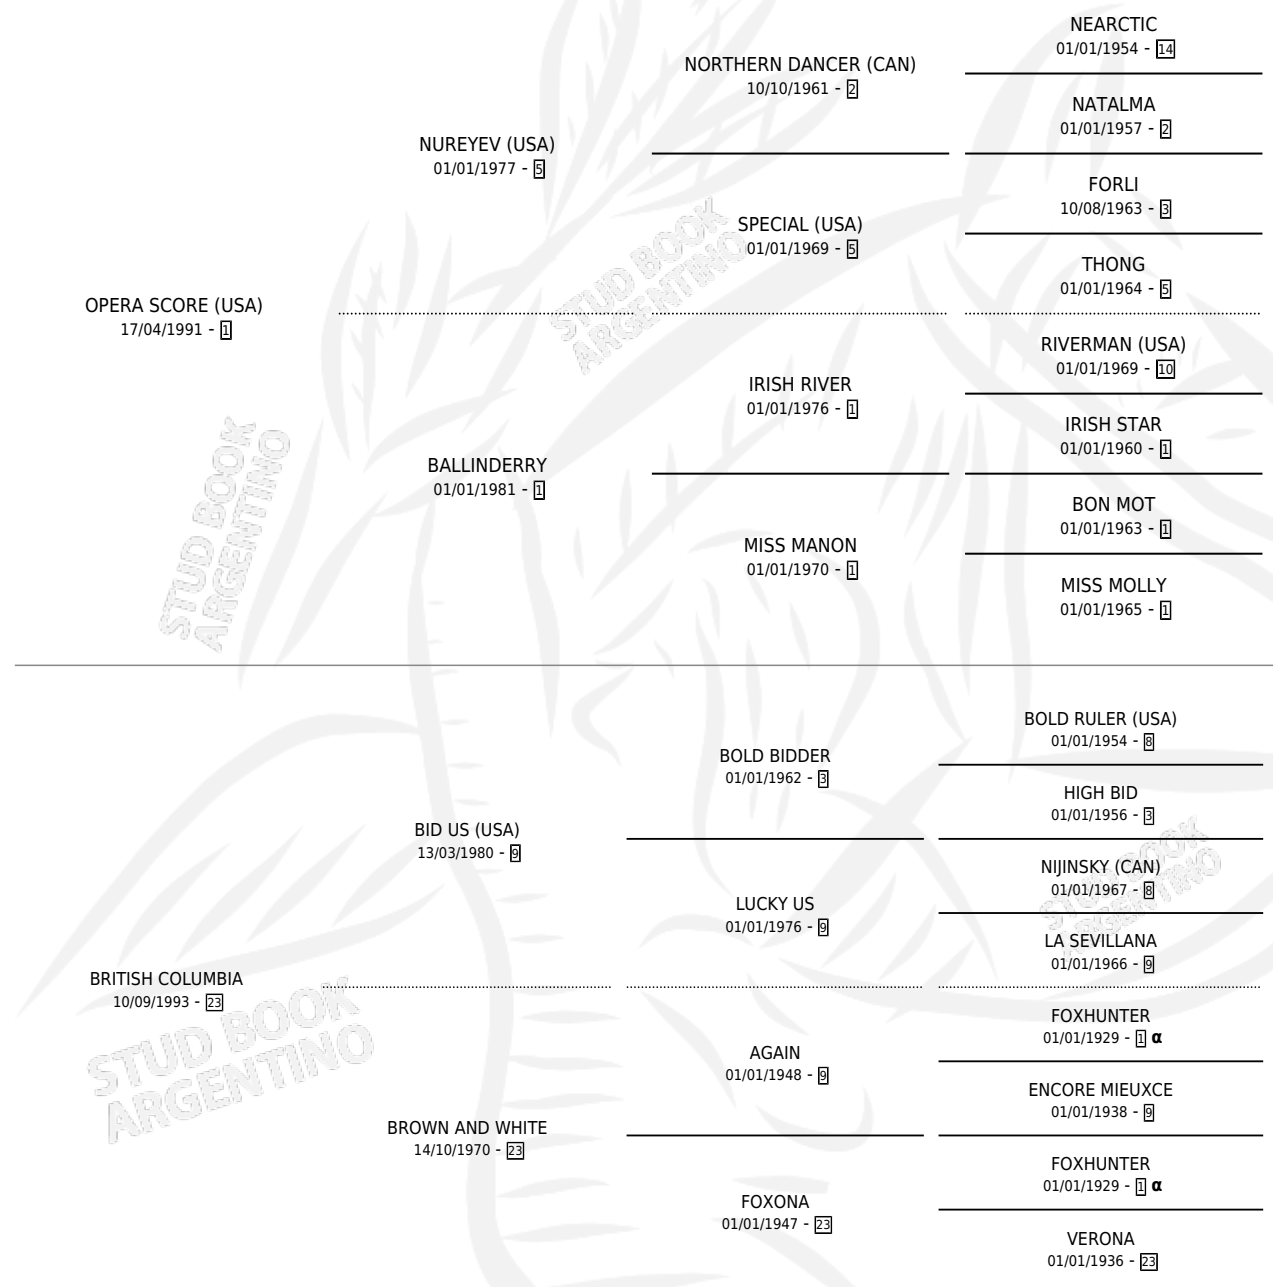 NEARCTIC
01/01/1954 - 14
NORTHERN DANCER (CAN)
10/10/1961 - 2
NATALMA
01/01/1957 - 2
NUREYEV (USA)
01/01/1977 - 5
FORLI
10/08/1963 - 3
SPECIAL (USA)
01/01/1969 - 5
THONG
01/01/1964 - 5
OPERA SCORE (USA)
17/04/1991 - 1
RIVERMAN (USA)
01/01/1969 - 10
IRISH RIVER
01/01/1976 - 1
IRISH STAR
01/01/1960 - 1
BALLINDERRY
01/01/1981 - 1
BON MOT
01/01/1963 - 1
MISS MANON
01/01/1970 - 1
MISS MOLLY
01/01/1965 - 1
BOLD RULER (USA)
01/01/1954 - 8
BOLD BIDDER
01/01/1962 - 3
HIGH BID
01/01/1956 - 3
BID US (USA)
13/03/1980 - 9
NIJINSKY (CAN)
01/01/1967 - 8
LUCKY US
01/01/1976 - 9
LA SEVILLANA
01/01/1966 - 9
BRITISH COLUMBIA
10/09/1993 - 23
FOXHUNTER
01/01/1929 - 1 α
AGAIN
01/01/1948 - 9
ENCORE MIEUXCE
01/01/1938 - 9
BROWN AND WHITE
14/10/1970 - 23
FOXHUNTER
01/01/1929 - 1 α
FOXONA
01/01/1947 - 23
VERONA
01/01/1936 - 23
STUD BOOK
ARGENTINO
STUD BOOK
ARGENTINO
STUD BOOK
ARGENTINO
STUD BOOK
ARGENTINO